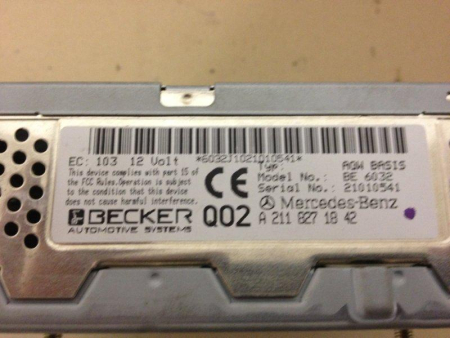 *6032J1021010541*
EC: 103 12 Volt
Typ: AGW BASIS
This device complies with part 15 of
Model No.: BE 6032
the FCC Rules.Operation is subject
Serial No.: 21010541
to the condition that this device
does not cause harmful interference.
CE
Mercedes-Benz
BECKER
AUTOMOTIVE SYSTEMS
Q02
A 211 827 18 42